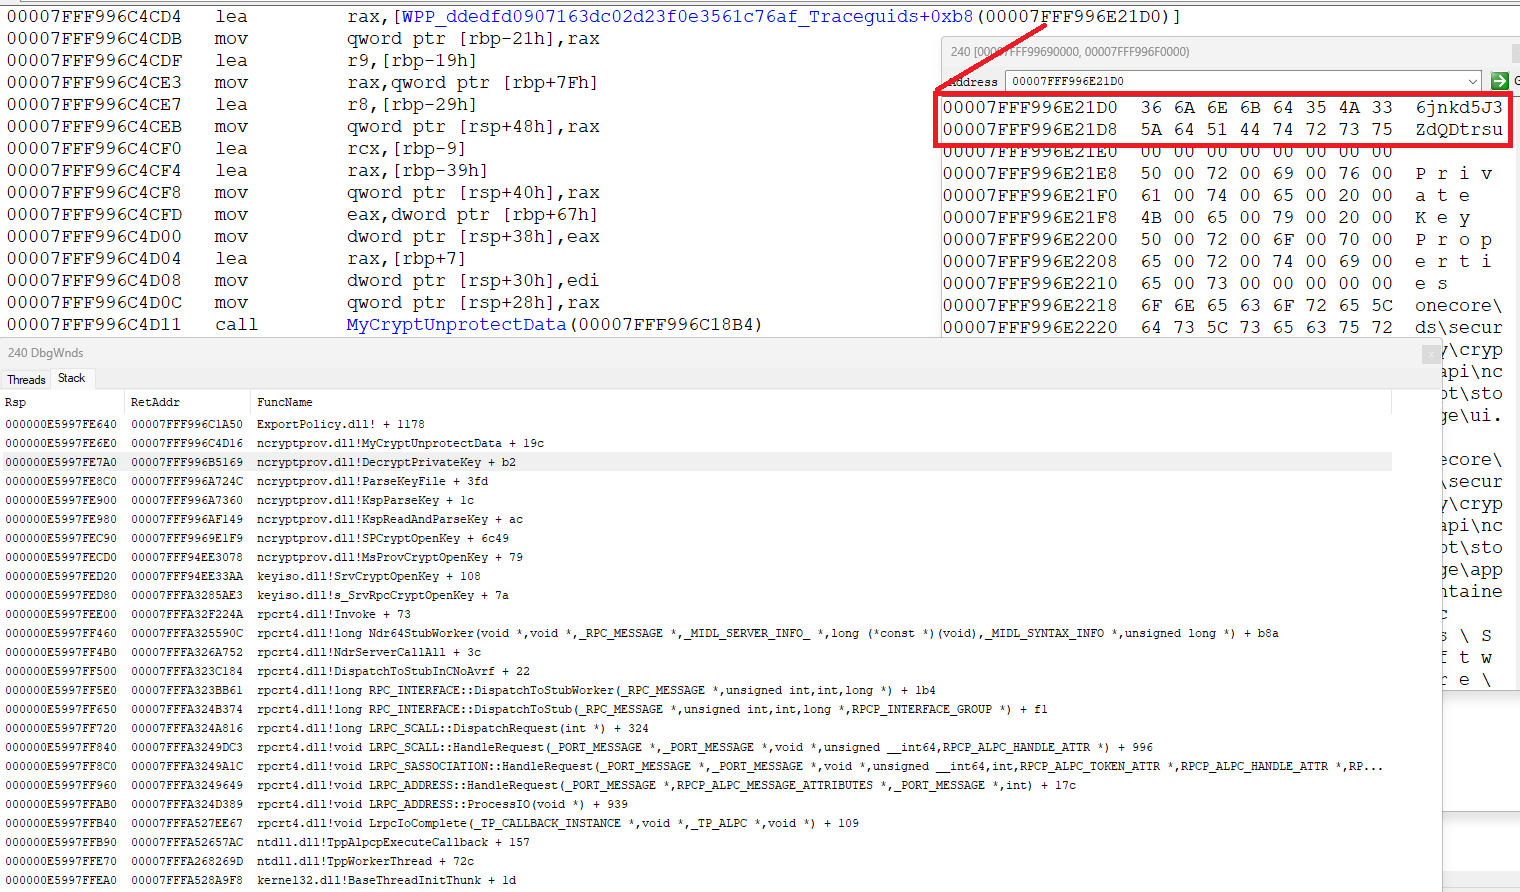 00007FFF996C4CD4 lea rax,[WPP_ddedfd0907163dc02d23f0e3561c76af_Traceguids+0xb8(00007FFF996E21D0)]
00007FFF996C4CDB mov qword ptr [rbp-21h],rax
00007FFF996C4CDF lea r9,[rbp-19h]
00007FFF996C4CE3 mov rax,qword ptr [rbp+7Fh]
00007FFF996C4CE7 lea r8,[rbp-29h]
00007FFF996C4CEB mov qword ptr [rsp+48h],rax
00007FFF996C4CF0 lea rcx,[rbp-9]
00007FFF996C4CF4 lea rax,[rbp-39h]
00007FFF996C4CF8 mov qword ptr [rsp+40h],rax
00007FFF996C4CFD mov eax,dword ptr [rbp+67h]
00007FFF996C4D00 mov dword ptr [rsp+38h],eax
00007FFF996C4D04 lea rax,[rbp+7]
00007FFF996C4D08 mov dword ptr [rsp+30h],edi
00007FFF996C4D0C mov qword ptr [rsp+28h],rax
00007FFF996C4D11 call MyCryptUnprotectData(00007FFF996C18B4)
240 [00007FFF99690000, 00007FFF996F0000)
Address 00007FFF996E21D0
00007FFF996E21D0 36 6A 6E 6B 64 35 4A 33 6jnkd5J3
00007FFF996E21D8 5A 64 51 44 74 72 73 75 ZdQDtrsu
00007FFF996E21E0 00 00 00 00 00 00 00 00
00007FFF996E21E8 50 00 72 00 69 00 76 00 P r i v
00007FFF996E21F0 61 00 74 00 65 00 20 00 a t e
00007FFF996E21F8 4B 00 65 00 79 00 20 00 K e y
00007FFF996E2200 50 00 72 00 6F 00 70 00 P r o p
00007FFF996E2208 65 00 72 00 74 00 69 00 e r t i
00007FFF996E2210 65 00 73 00 00 00 00 00 e s
00007FFF996E2218 6F 6E 65 63 6F 72 65 5C onecore\
00007FFF996E2220 64 73 5C 73 65 63 75 72 ds\secur
y\cryp
api\nc
pt\sto
ge\ui.
ecore\
\secur
y\cryp
api\nc
pt\sto
ge\app
ntaine
c
s \ S
f t w
r e \
240 DbgWnds
Threads Stack
Rsp RetAddr FuncName
000000E5997FE640 00007FFF996C1A50 ExportPolicy.dll! + 1178
000000E5997FE6E0 00007FFF996C4D16 ncryptprov.dll!MyCryptUnprotectData + 19c
000000E5997FE7A0 00007FFF996B5169 ncryptprov.dll!DecryptPrivateKey + b2
000000E5997FE8C0 00007FFF996A724C ncryptprov.dll!ParseKeyFile + 3fd
000000E5997FE900 00007FFF996A7360 ncryptprov.dll!KspParseKey + 1c
000000E5997FE980 00007FFF996AF149 ncryptprov.dll!KspReadAndParseKey + ac
000000E5997FEC90 00007FFF9969E1F9 ncryptprov.dll!SPCryptOpenKey + 6c49
000000E5997FECD0 00007FFF94EE3078 ncryptprov.dll!MsProvCryptOpenKey + 79
000000E5997FED20 00007FFF94EE33AA keyiso.dll!SrvCryptOpenKey + 108
000000E5997FED80 00007FFFA3285AE3 keyiso.dll!s_SrvRpcCryptOpenKey + 7a
000000E5997FEE00 00007FFFA32F224A rpcrt4.dll!Invoke + 73
000000E5997FF460 00007FFFA325590C rpcrt4.dll!long Ndr64StubWorker(void *,void *,_RPC_MESSAGE *,_MIDL_SERVER_INFO_ *,long (*const *)(void),_MIDL_SYNTAX_INFO *,unsigned long *) + b8a
000000E5997FF4B0 00007FFFA326A752 rpcrt4.dll!NdrServerCallAll + 3c
000000E5997FF500 00007FFFA323C184 rpcrt4.dll!DispatchToStubInCNoAvrf + 22
000000E5997FF5E0 00007FFFA323BB61 rpcrt4.dll!long RPC_INTERFACE::DispatchToStubWorker(_RPC_MESSAGE *,unsigned int,int,long *) + 1b4
000000E5997FF650 00007FFFA324B374 rpcrt4.dll!long RPC_INTERFACE::DispatchToStub(_RPC_MESSAGE *,unsigned int,int,long *,RPCP_INTERFACE_GROUP *) + f1
000000E5997FF720 00007FFFA324A816 rpcrt4.dll!long LRPC_SCALL::DispatchRequest(int *) + 324
000000E5997FF840 00007FFFA3249DC3 rpcrt4.dll!void LRPC_SCALL::HandleRequest(_PORT_MESSAGE *,_PORT_MESSAGE *,void *,unsigned __int64,RPCP_ALPC_HANDLE_ATTR *) + 996
000000E5997FF8C0 00007FFFA3249A1C rpcrt4.dll!void LRPC_SASSOCIATION::HandleRequest(_PORT_MESSAGE *,_PORT_MESSAGE *,void *,unsigned __int64,int,RPCP_ALPC_TOKEN_ATTR *,RPCP_ALPC_HANDLE_ATTR *,RP...
000000E5997FF960 00007FFFA3249649 rpcrt4.dll!void LRPC_ADDRESS::HandleRequest(_PORT_MESSAGE *,RPCP_ALPC_MESSAGE_ATTRIBUTES *,_PORT_MESSAGE *,int) + 17c
000000E5997FFAB0 00007FFFA324D389 rpcrt4.dll!void LRPC_ADDRESS::ProcessIO(void *) + 939
000000E5997FFB40 00007FFFA527EE67 rpcrt4.dll!void LrpcIoComplete(_TP_CALLBACK_INSTANCE *,void *,_TP_ALPC *,void *) + 109
000000E5997FFB90 00007FFFA52657AC ntdll.dll!TppAlpcpExecuteCallback + 157
000000E5997FFE70 00007FFFA268269D ntdll.dll!TppWorkerThread + 72c
000000E5997FFEA0 00007FFFA528A9F8 kernel32.dll!BaseThreadInitThunk + 1d